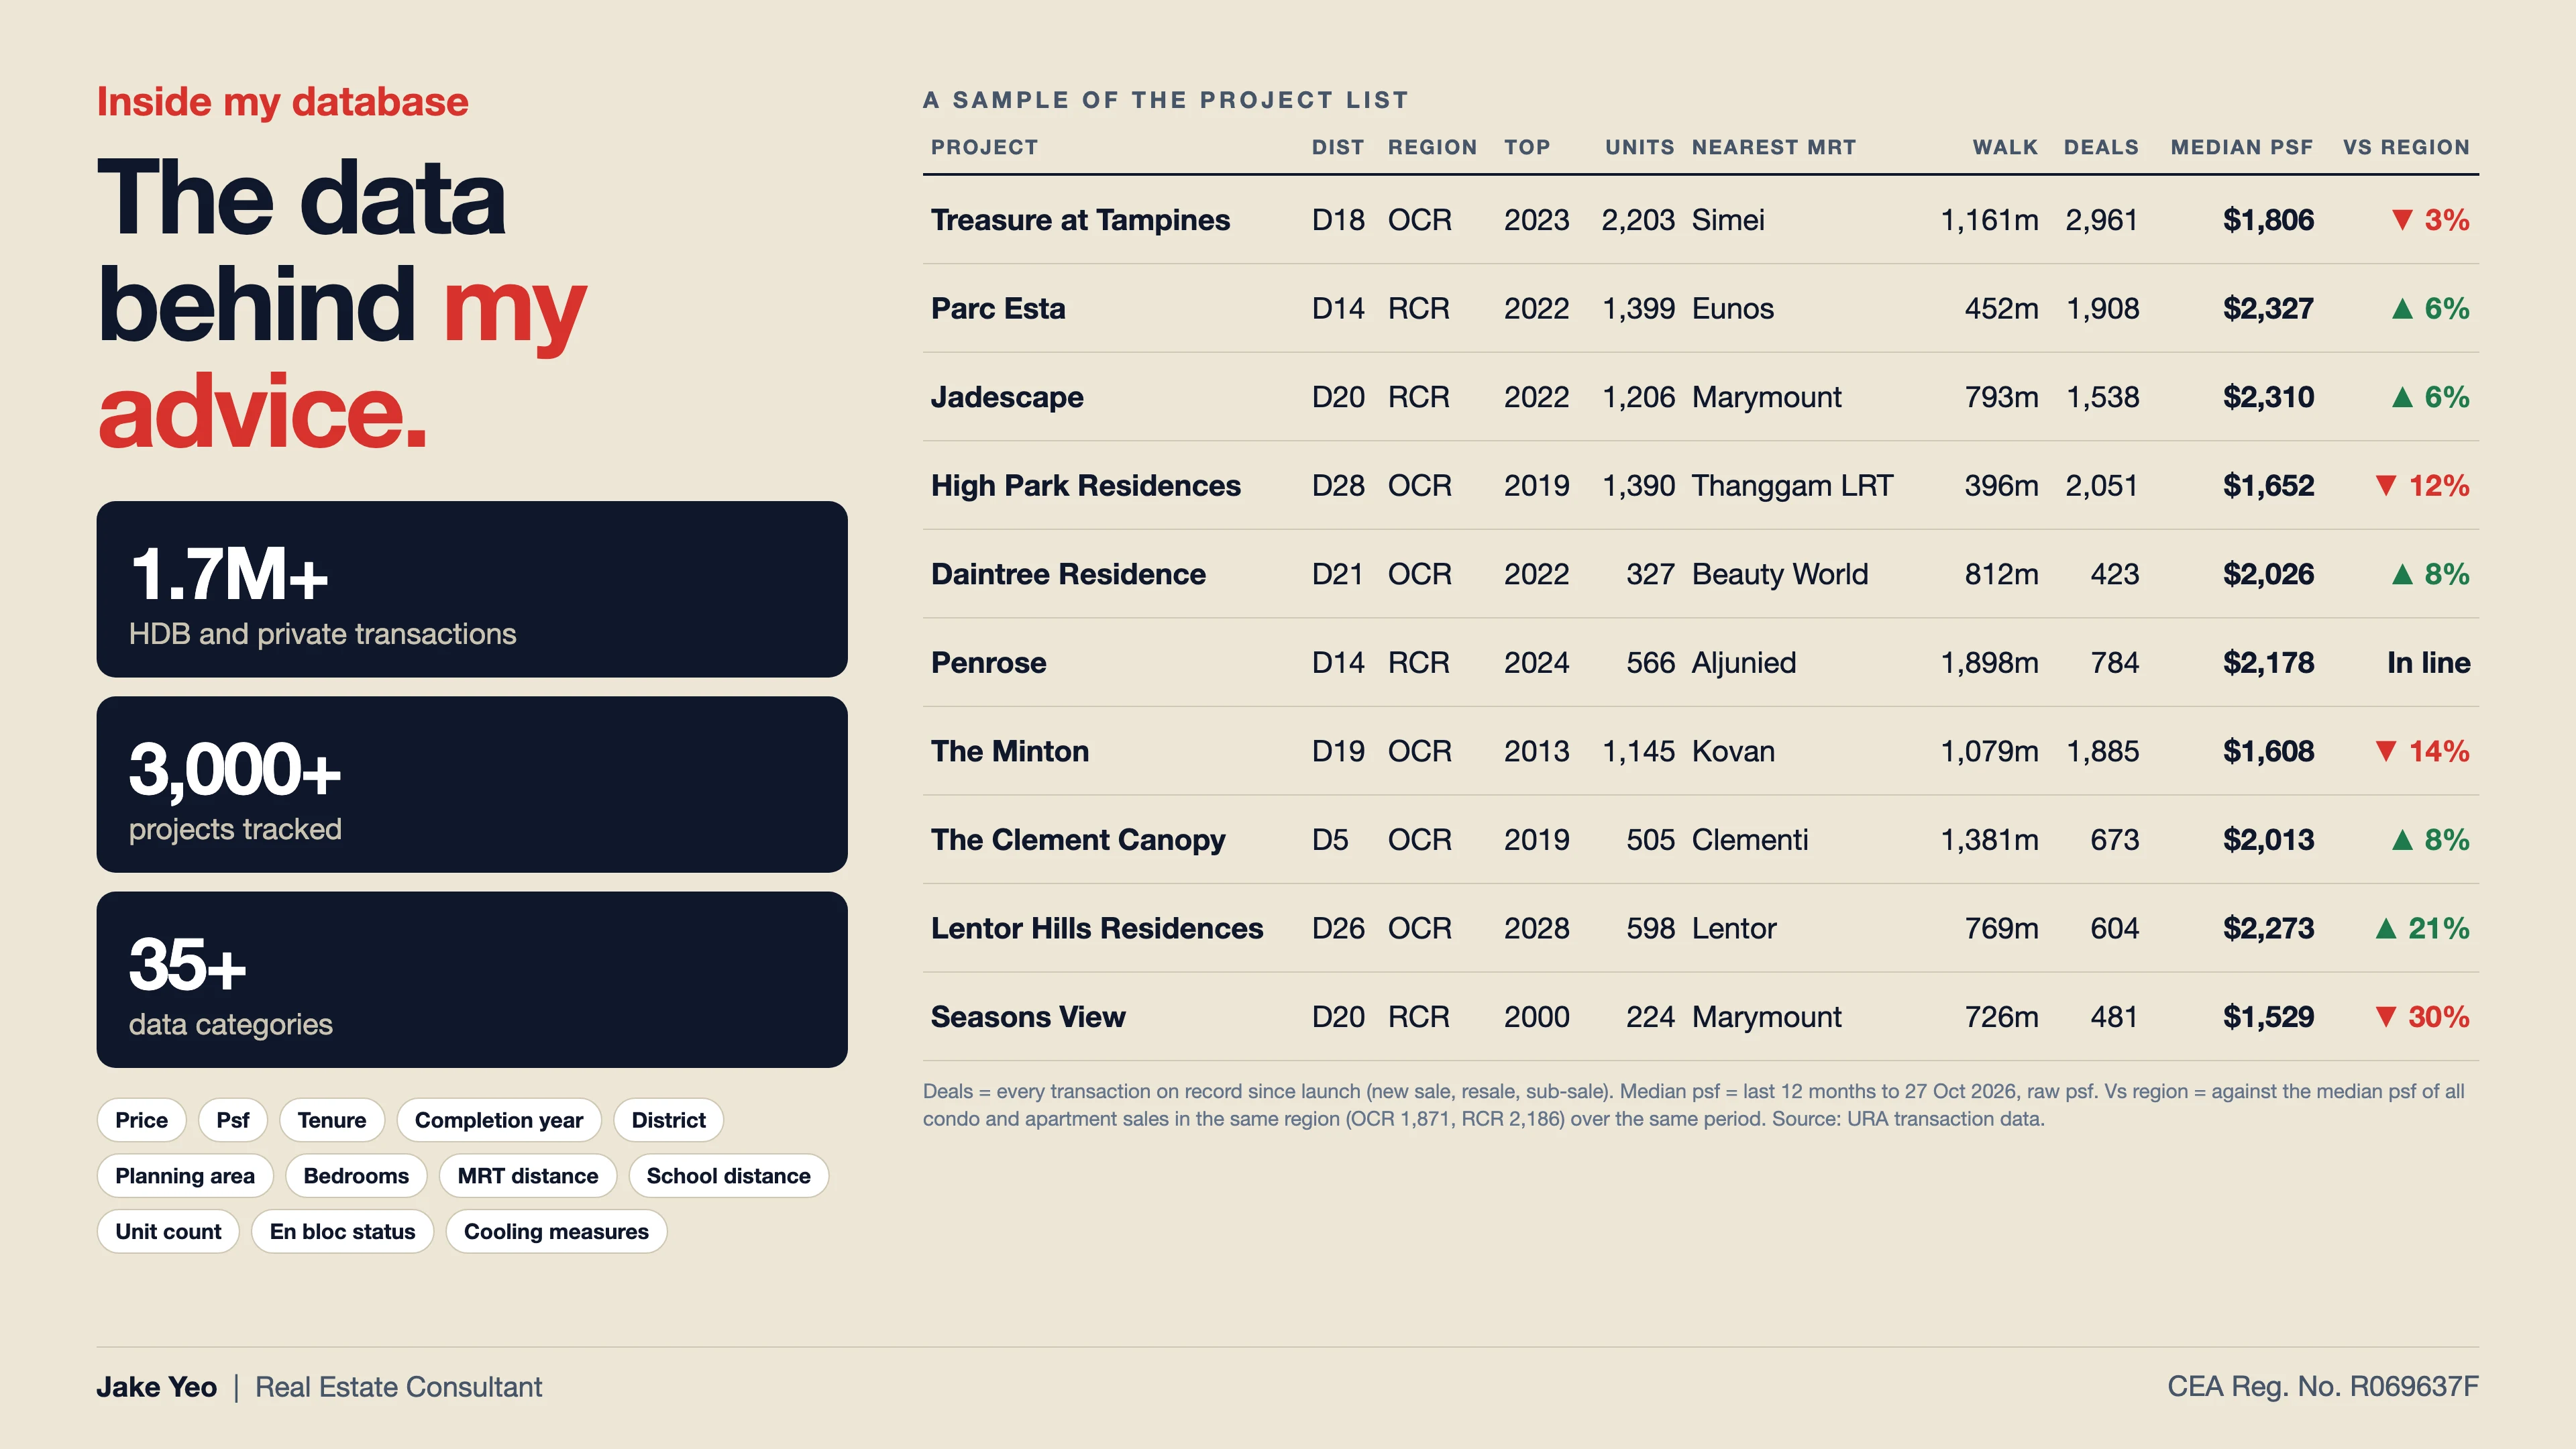 Inside my database
The data
behind my
advice.
1.7M+
HDB and private transactions
3,000+
projects tracked
35+
data categories
Price Psf Tenure Completion year District
Planning area Bedrooms MRT distance School distance
Unit count En bloc status Cooling measures
A SAMPLE OF THE PROJECT LIST
PROJECT DIST REGION TOP UNITS NEAREST MRT WALK DEALS MEDIAN PSF VS REGION
Treasure at Tampines D18 OCR 2023 2,203 Simei 1,161m 2,961 $1,806 ▼ 3%
Parc Esta D14 RCR 2022 1,399 Eunos 452m 1,908 $2,327 ▲ 6%
Jadescape D20 RCR 2022 1,206 Marymount 793m 1,538 $2,310 ▲ 6%
High Park Residences D28 OCR 2019 1,390 Thanggam LRT 396m 2,051 $1,652 ▼ 12%
Daintree Residence D21 OCR 2022 327 Beauty World 812m 423 $2,026 ▲ 8%
Penrose D14 RCR 2024 566 Aljunied 1,898m 784 $2,178 In line
The Minton D19 OCR 2013 1,145 Kovan 1,079m 1,885 $1,608 ▼ 14%
The Clement Canopy D5 OCR 2019 505 Clementi 1,381m 673 $2,013 ▲ 8%
Lentor Hills Residences D26 OCR 2028 598 Lentor 769m 604 $2,273 ▲ 21%
Seasons View D20 RCR 2000 224 Marymount 726m 481 $1,529 ▼ 30%
Deals = every transaction on record since launch (new sale, resale, sub-sale). Median psf = last 12 months to 27 Oct 2026, raw psf. Vs region = against the median psf of all
condo and apartment sales in the same region (OCR 1,871, RCR 2,186) over the same period. Source: URA transaction data.
Jake Yeo | Real Estate Consultant
CEA Reg. No. R069637F